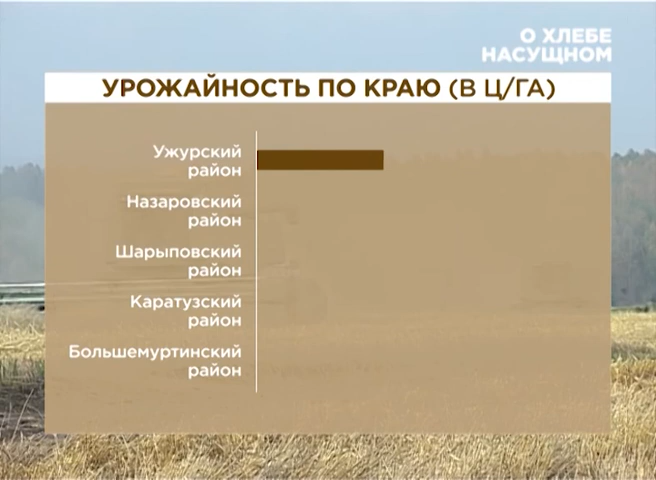 О ХЛЕБЕ
НАСУЩНОМ
УРОЖАЙНОСТЬ ПО КРАЮ (В Ц/ГА)
Ужурский
район
Назаровский
район
Шарыповский
район
Каратузский
район
Большемуртинский
район